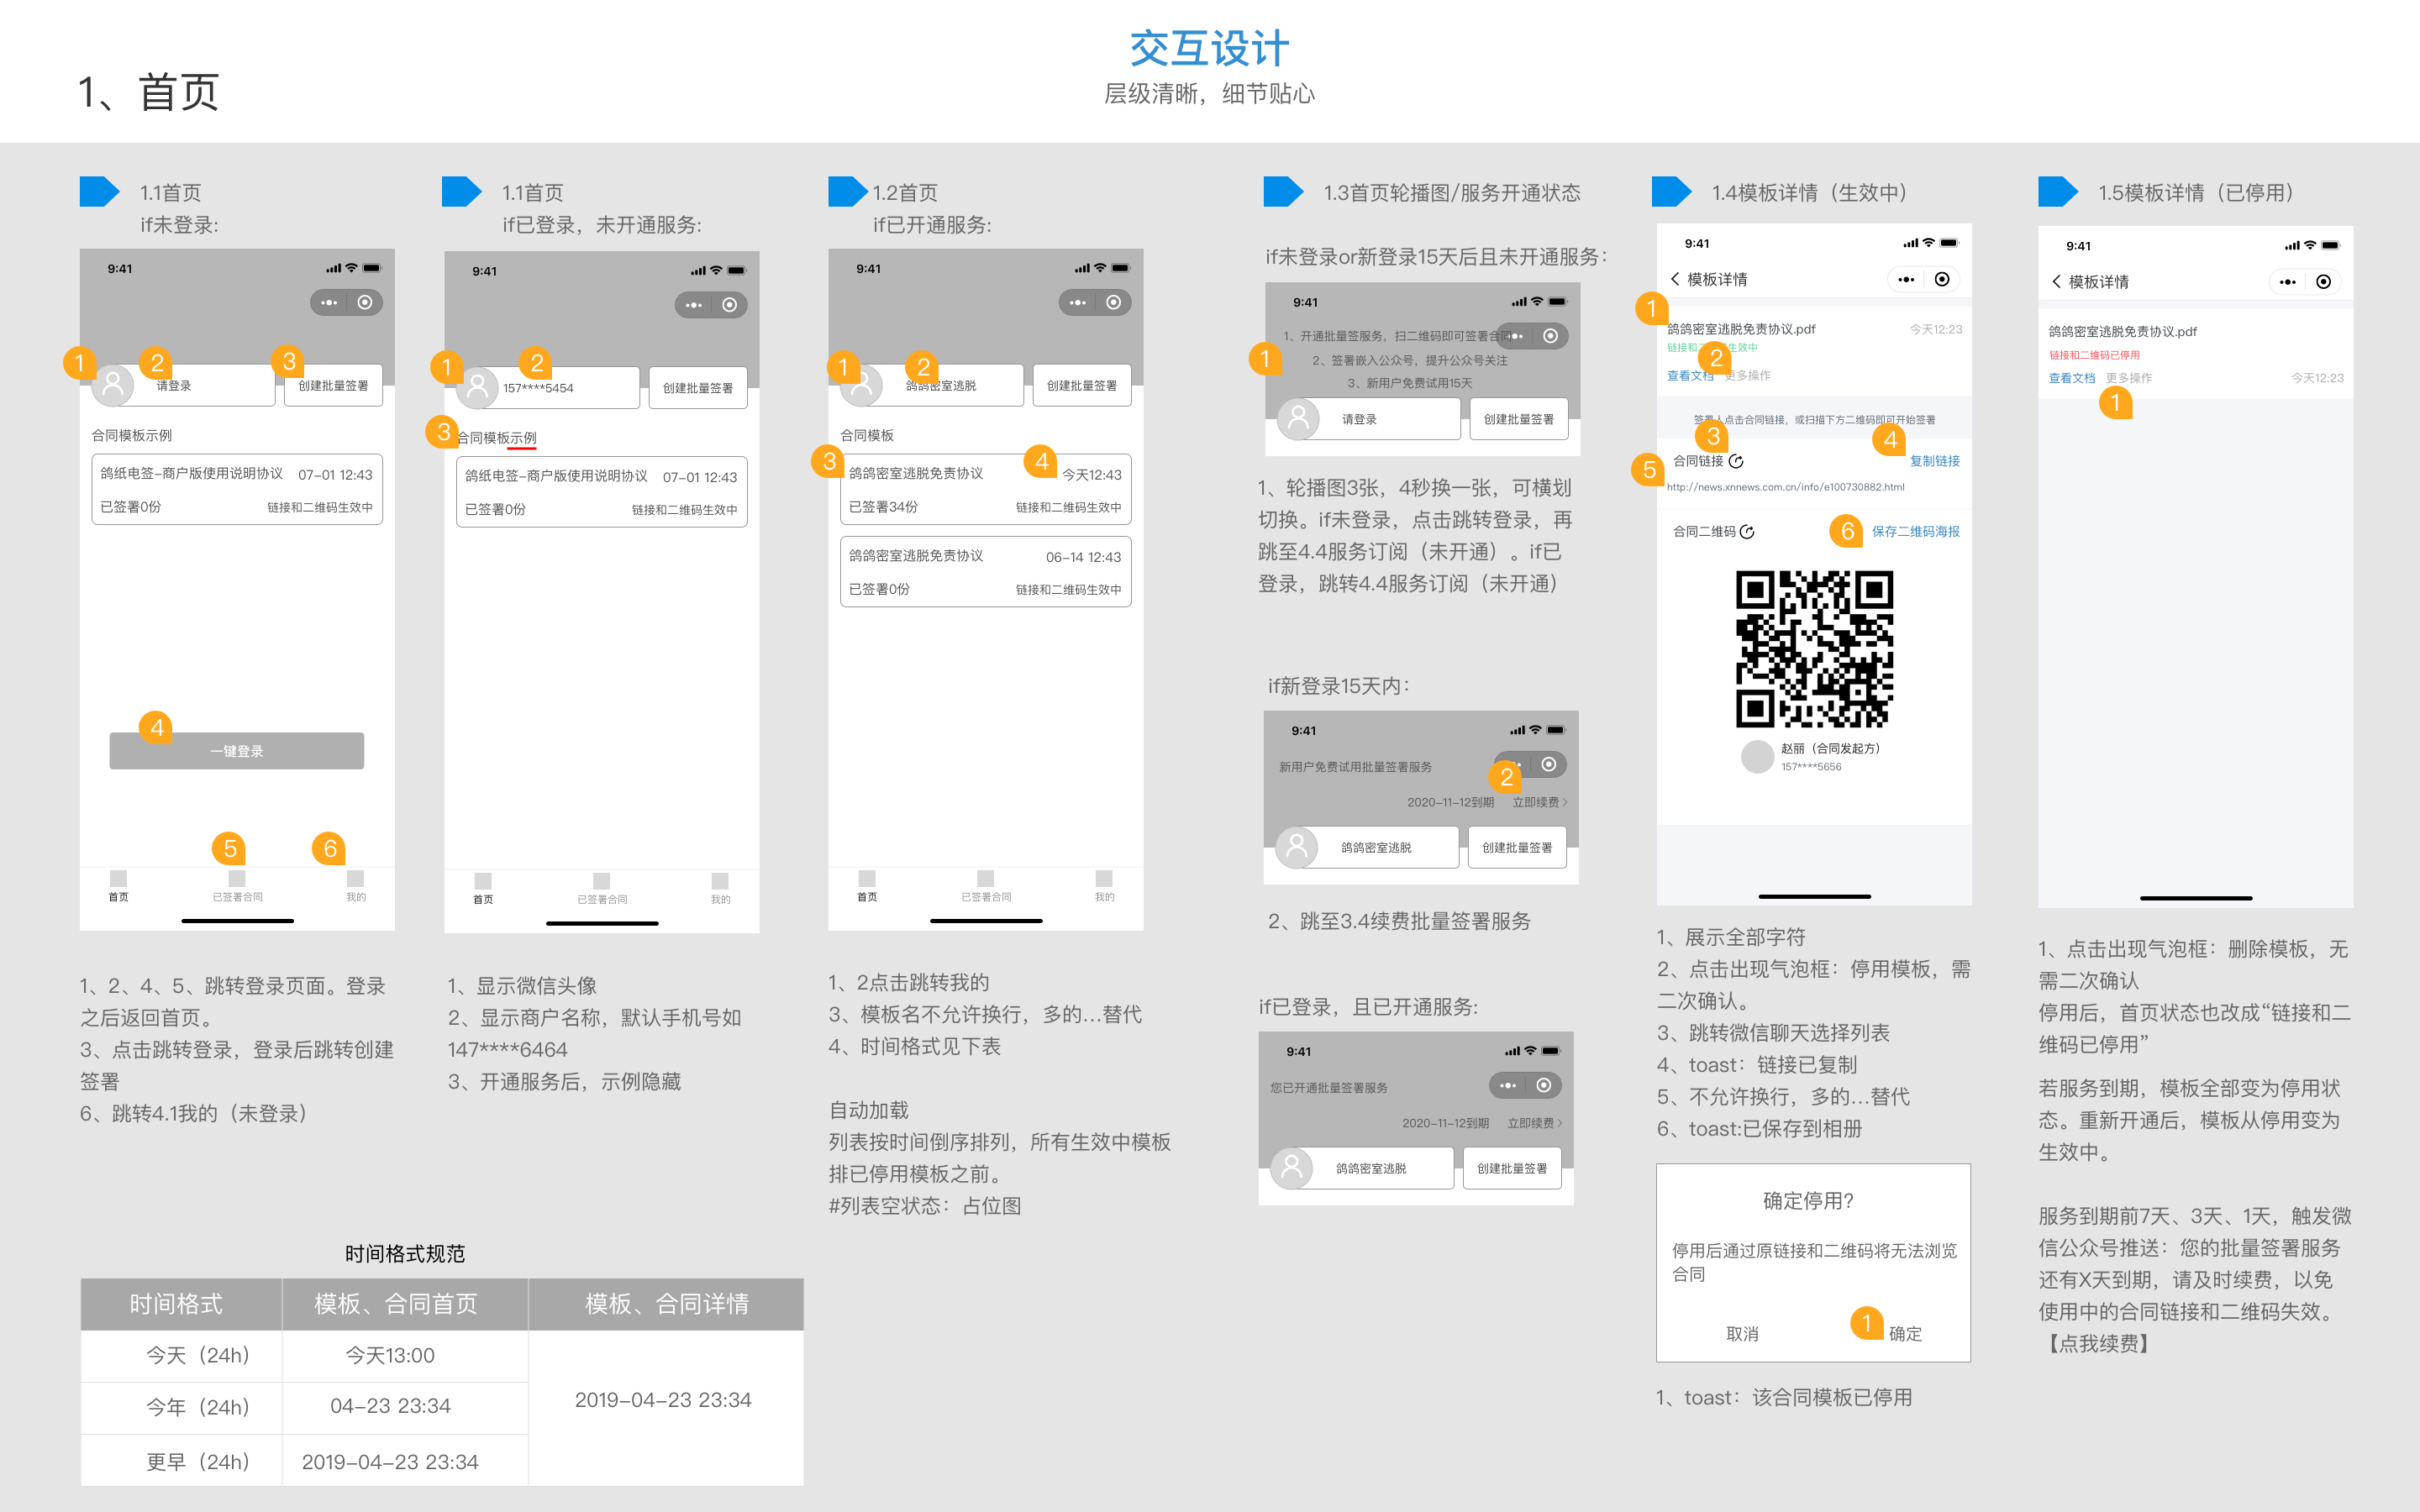 交互设计
层级清晰，细节贴心
1、首页
1.1首页
if未登录:
9:41
1
2
3
请登录
创建批量签署
合同模板示例
鸽纸电签–商户版使用说明协议
07–01 12:43
已签署0份
链接和二维码生效中
4
一键登录
5
6
首页
已签署合同
我的
1、2、4、5、跳转登录页面。登录
之后返回首页。
3、点击跳转登录，登录后跳转创建
签署
6、跳转4.1我的（未登录）
1.1首页
if已登录，未开通服务:
9:41
1
2
157****5454
创建批量签署
3
合同模板示例
鸽纸电签–商户版使用说明协议
07–01 12:43
已签署0份
链接和二维码生效中
首页
已签署合同
我的
1、显示微信头像
2、显示商户名称，默认手机号如
147****6464
3、开通服务后，示例隐藏
1.2首页
if已开通服务:
9:41
1
2
鸽鸽密室逃脱
创建批量签署
合同模板
3
4
鸽鸽密室逃脱免责协议
今天12:43
已签署34份
链接和二维码生效中
鸽鸽密室逃脱免责协议
06–14 12:43
已签署0份
链接和二维码生效中
首页
已签署合同
我的
1、2点击跳转我的
3、模板名不允许换行，多的...替代
4、时间格式见下表
自动加载
列表按时间倒序排列，所有生效中模板
排已停用模板之前。
#列表空状态：占位图
时间格式规范
时间格式
模板、合同首页
模板、合同详情
今天（24h）
今天13:00
今年（24h）
04–23 23:34
更早（24h）
2019–04–23 23:34
2019–04–23 23:34
1.3首页轮播图/服务开通状态
if未登录or新登录15天后且未开通服务：
9:41
1、开通批量签服务，扫二维码即可签署合同
2、签署嵌入公众号，提升公众号关注
3、新用户免费试用15天
1
请登录
创建批量签署
1、轮播图3张，4秒换一张，可横划
切换。if未登录，点击跳转登录，再
跳至4.4服务订阅（未开通）。if已
登录，跳转4.4服务订阅（未开通）
if新登录15天内：
9:41
新用户免费试用批量签署服务
2
2020–11–12到期
立即续费
鸽鸽密室逃脱
创建批量签署
2、跳至3.4续费批量签署服务
if已登录，且已开通服务:
9:41
您已开通批量签署服务
2020–11–12到期
立即续费
鸽鸽密室逃脱
创建批量签署
1.4模板详情（生效中）
9:41
模板详情
1
鸽鸽密室逃脱免责协议.pdf
今天12:23
链接和二 生效中
2
查看文档
更多操作
签署人点击合同链接，或扫描下方二维码即可开始签署
3
4
5
合同链接
复制链接
http://news.xnnews.com.cn/info/e100730882.html
合同二维码
6
保存二维码海报
赵丽（合同发起方）
157****5656
1、展示全部字符
2、点击出现气泡框：停用模板，需
二次确认。
3、跳转微信聊天选择列表
4、toast：链接已复制
5、不允许换行，多的...替代
6、toast:已保存到相册
确定停用？
停用后通过原链接和二维码将无法浏览
合同
取消
1
确定
1、toast：该合同模板已停用
1.5模板详情（已停用）
9:41
模板详情
鸽鸽密室逃脱免责协议.pdf
链接和二维码已停用
查看文档
更多操作
今天12:23
1
1、点击出现气泡框：删除模板，无
需二次确认
停用后，首页状态也改成“链接和二
维码已停用”
若服务到期，模板全部变为停用状
态。重新开通后，模板从停用变为
生效中。
服务到期前7天、3天、1天，触发微
信公众号推送：您的批量签署服务
还有X天到期，请及时续费，以免
使用中的合同链接和二维码失效。
【点我续费】